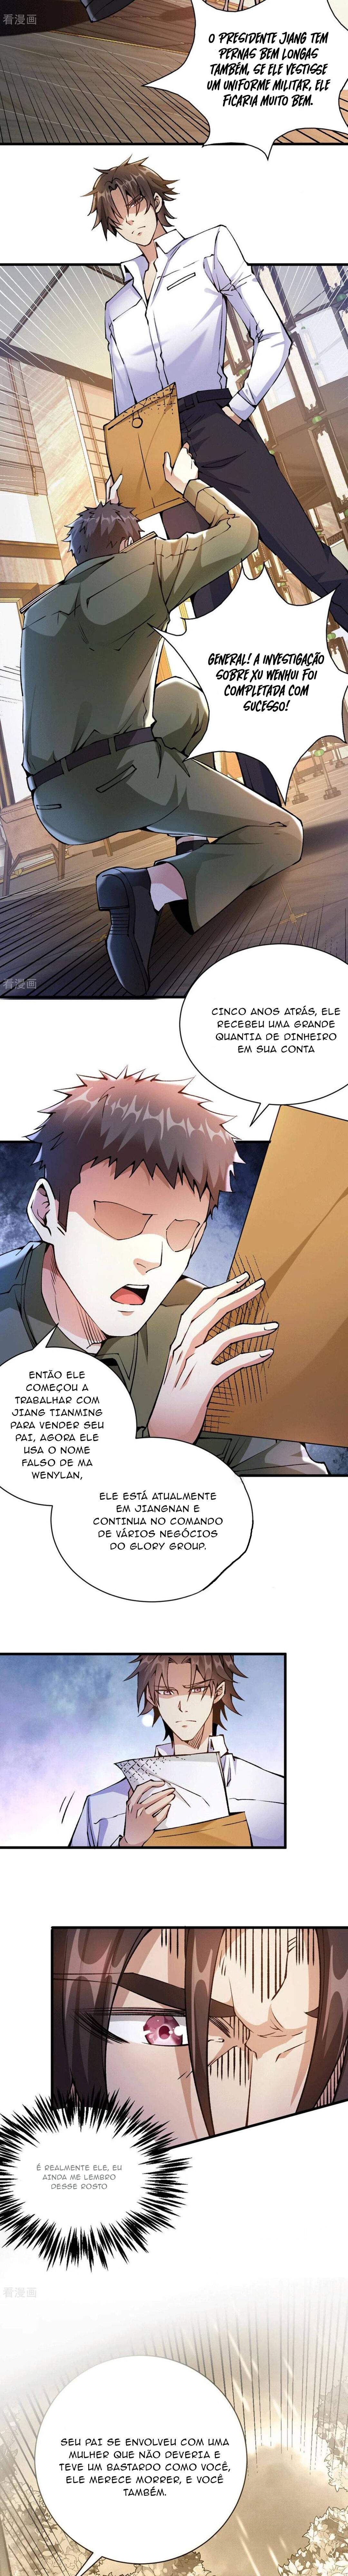 看漫画
O PRESIDENTE JIANG TEM
PERNAS BEM LONGAS
TAMBÉM, SE ELE VESTISSE
UM UNIFORME MILITAR, ELE
FICARIA MUITO BEM.
GENERAL! A INVESTIGAÇÃO
SOBRE XU WENHUI FOI
COMPLETADA COM
SUCESSO!
看漫画
CINCO ANOS ATRÁS, ELE
RECEBEU UMA GRANDE
QUANTIA DE DINHEIRO
EM SUA CONTA
ENTÃO ELE
COMEÇOU A
TRABALHAR COM
JIANG TIANMING
PARA VENDER SEU
PAI, AGORA ELE
USA O NOME
FALSO DE MA
WENYLAN,
ELE ESTÁ ATUALMENTE
EM JIANGNAN E
CONTINUA NO COMANDO
DE VÁRIOS NEGÓCIOS
DO GLORY GROUP.
É REALMENTE ELE, EU
AINDA ME LEMBRO
DESSE ROSTO
看漫画
SEU PAI SE ENVOLVEU COM UMA
MULHER QUE NÃO DEVERIA E
TEVE UM BASTARDO COMO VOCÊ,
ELE MERECE MORRER, E VOCÊ
TAMBÉM.